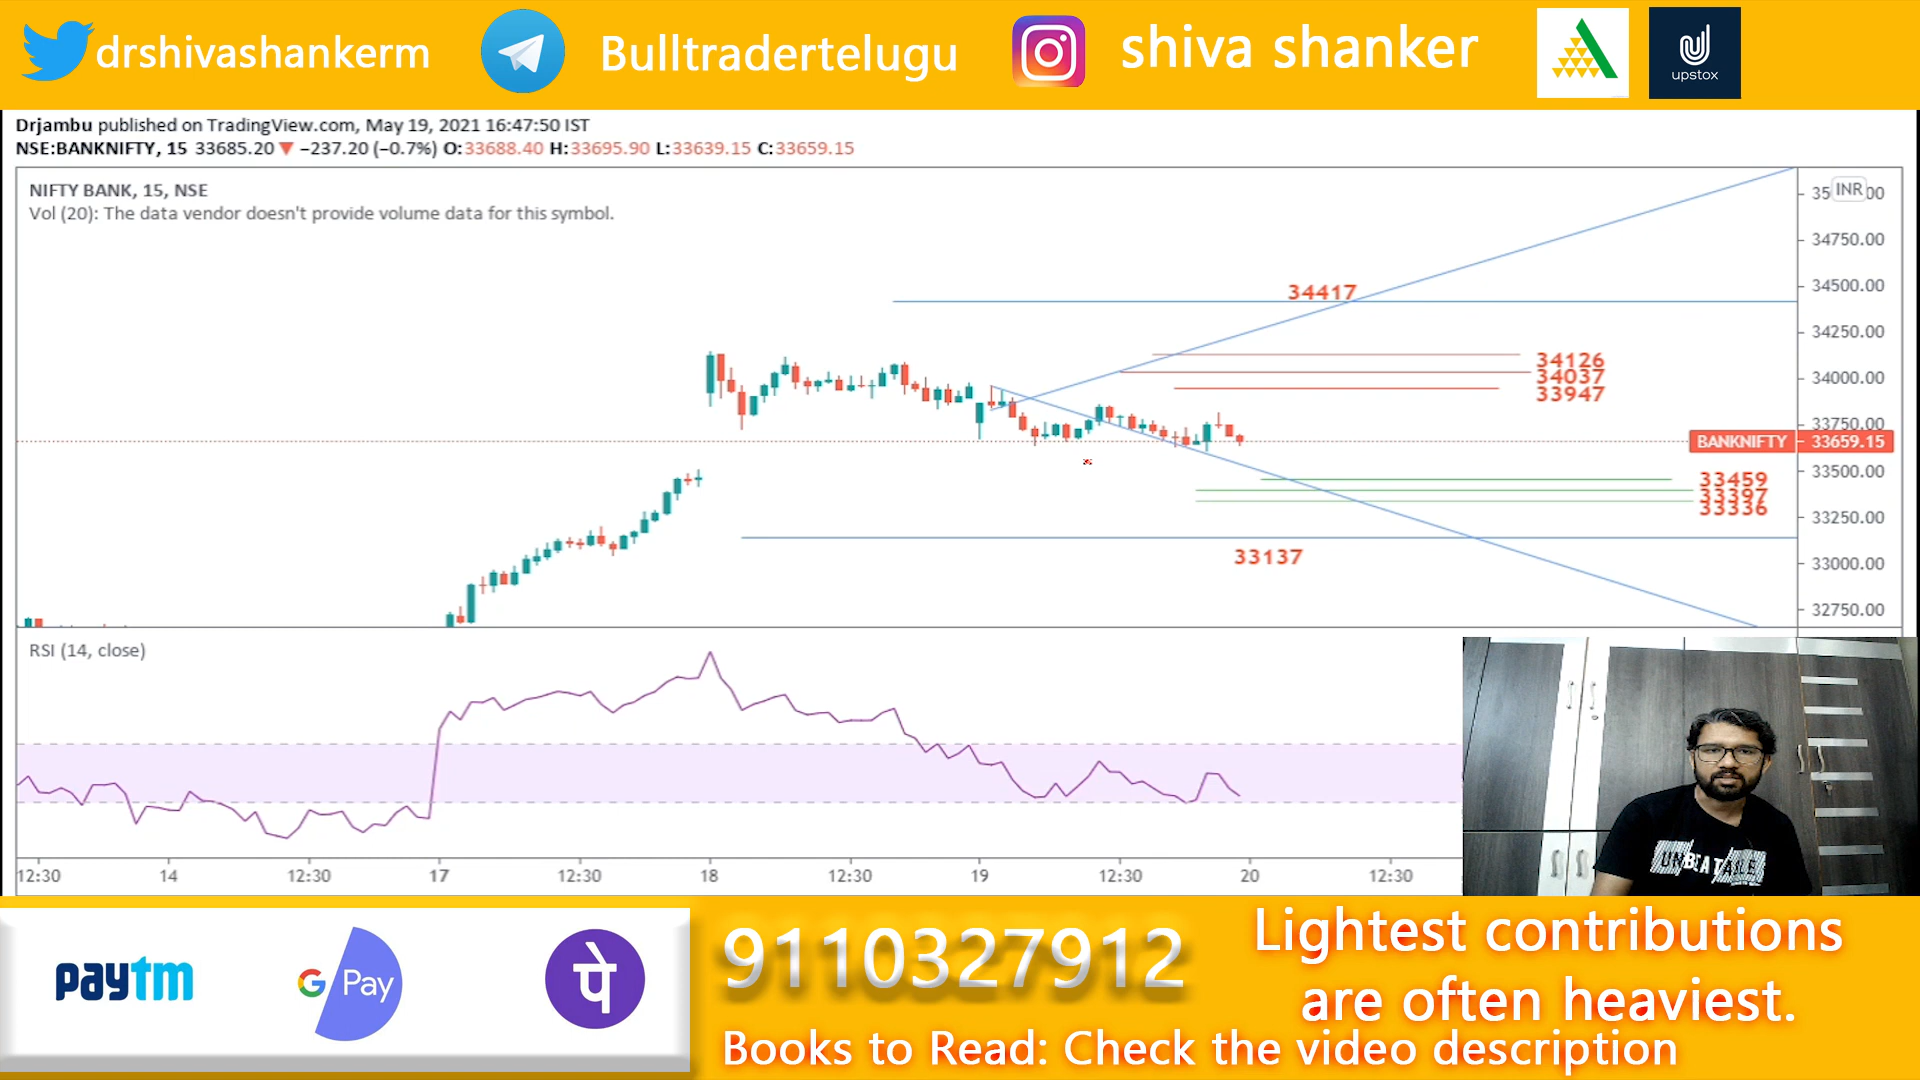 drshivashankerm
Bulltradertelugu
shiva shanker
upstox
Drjambu published on TradingView.com, May 19, 2021 16:47:50 IST
NSE:BANKNIFTY, 15 33685.20 ▼ −237.20 (−0.7%) O:33688.40 H:33695.90 L:33639.15 C:33659.15
NIFTY BANK, 15, NSE
Vol (20): The data vendor doesn't provide volume data for this symbol.
INR
34750.00
34417
34500.00
34250.00
34126
34037
34000.00
33947
33750.00
BANKNIFTY 33659.15
33459
33500.00
33397
33336
33250.00
33137
33000.00
32750.00
RSI (14, close)
UNBEATABLE
12:30 14 12:30 17 12:30 18 12:30 19 12:30 20 12:30
paytm
G Pay
पे
9110327912
Lightest contributions
are often heaviest.
Books to Read: Check the video description